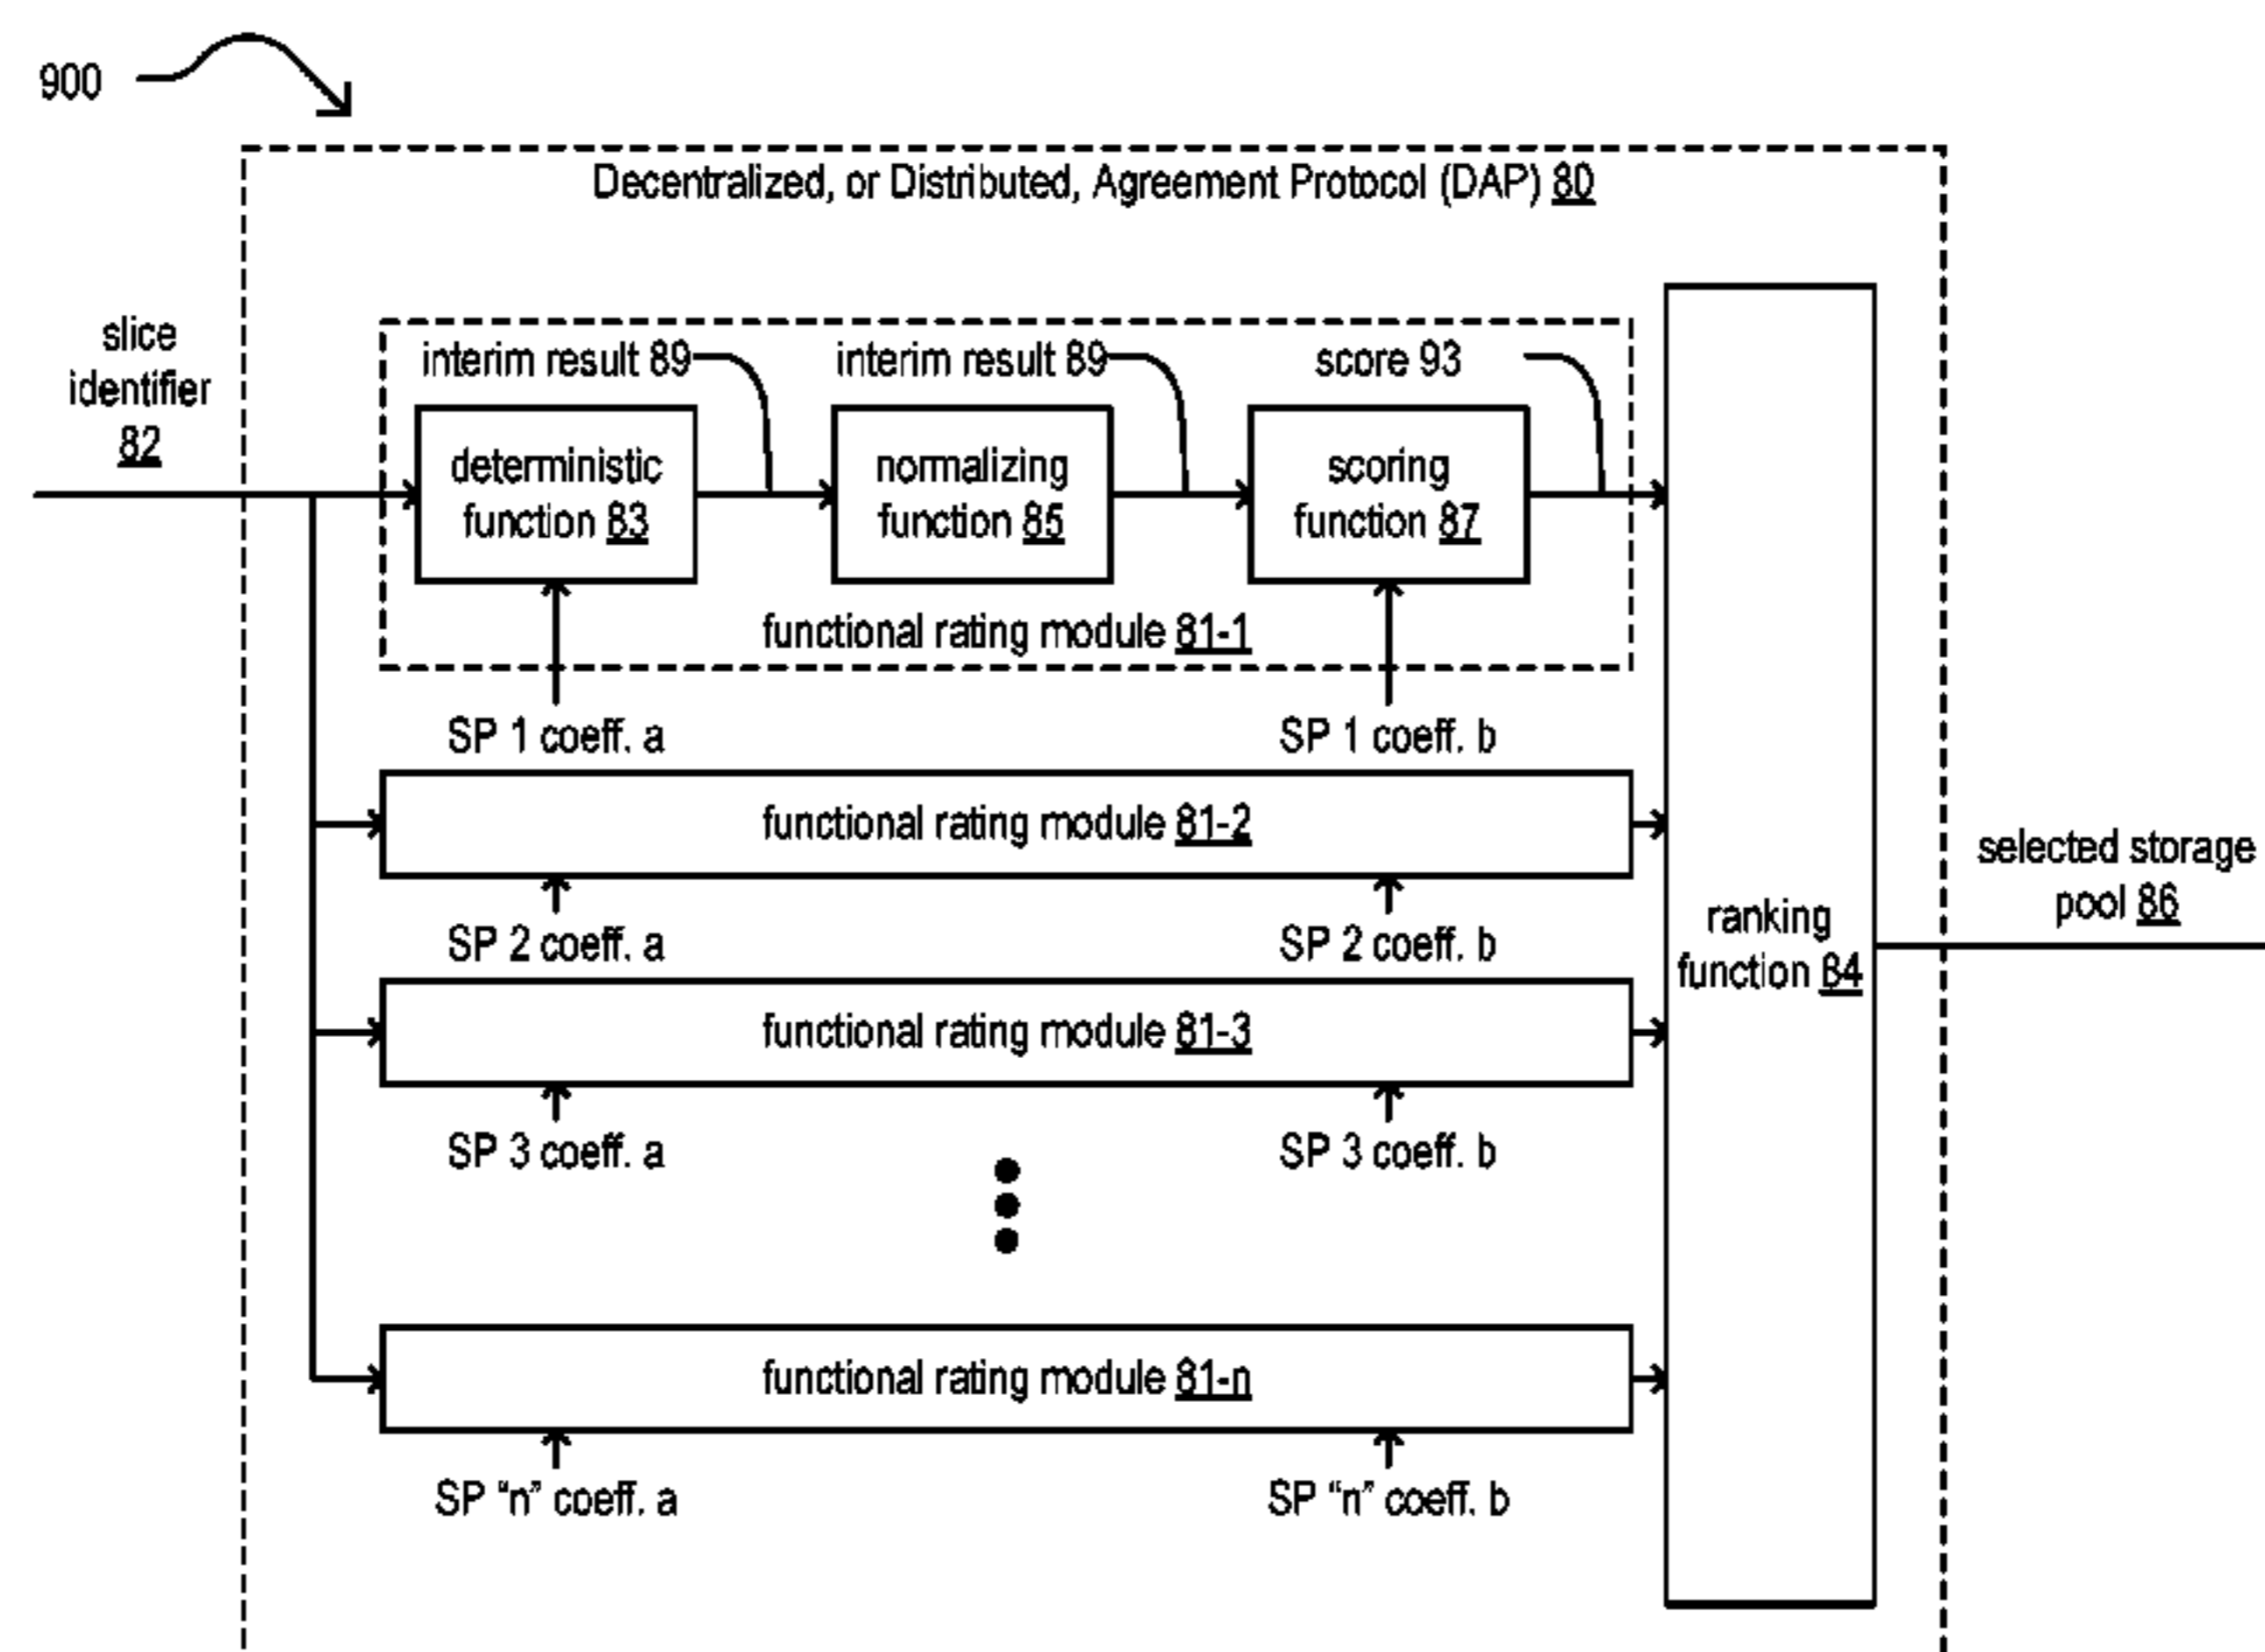 900
Decentralized, or Distributed, Agreement Protocol (DAP) 80
slice
identifier
82
interim result 89
interim result 89
score 93
deterministic
function 83
normalizing
function 85
scoring
function 87
functional rating module 81-1
SP 1 coeff. a
SP 1 coeff. b
functional rating module 81-2
SP 2 coeff. a
SP 2 coeff. b
functional rating module 81-3
SP 3 coeff. a
SP 3 coeff. b
functional rating module 81-n
SP “n” coeff. a
SP “n” coeff. b
ranking
function 84
selected storage
pool 86